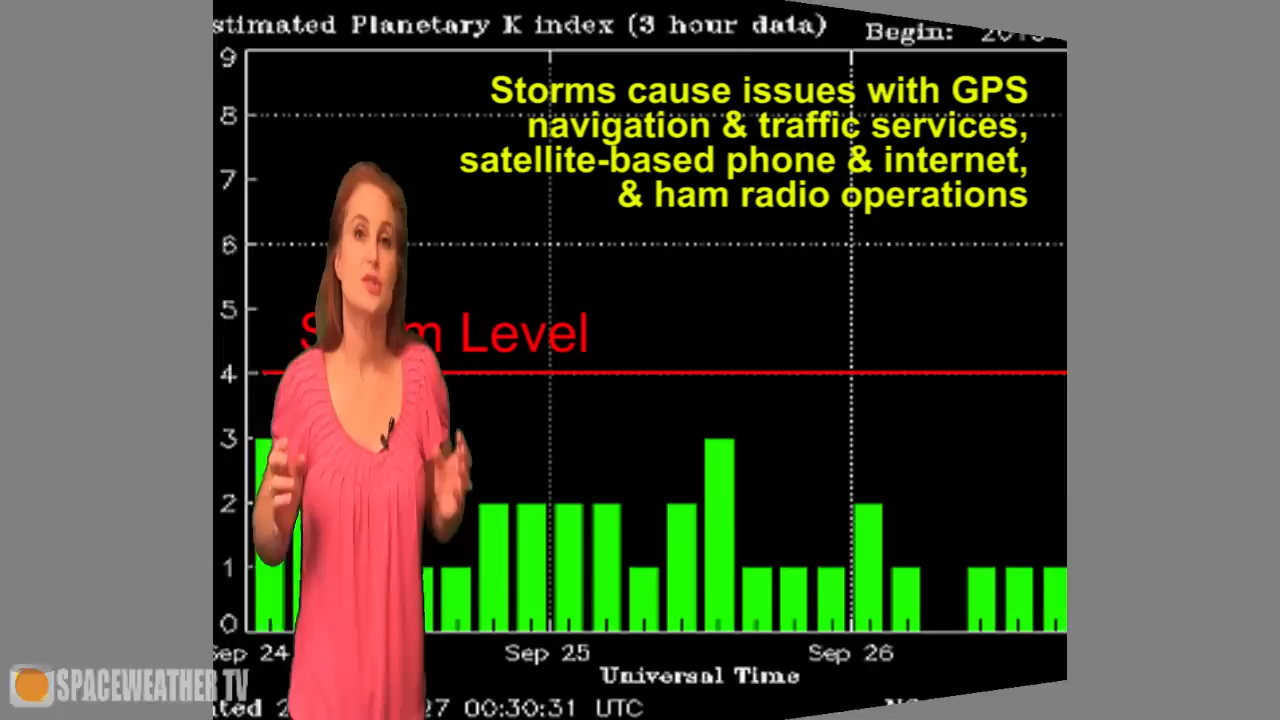 stimated Planetary K index (3 hour data)
Begin:
Storms cause issues with GPS
navigation & traffic services,
satellite-based phone & internet,
& ham radio operations
9
8
7
6
5
Level
4
3
2
1
0
Sep 24
Sep 25
Sep 26
Universal Time
27 00:30:31 UTC
SPACEWEATHER TV